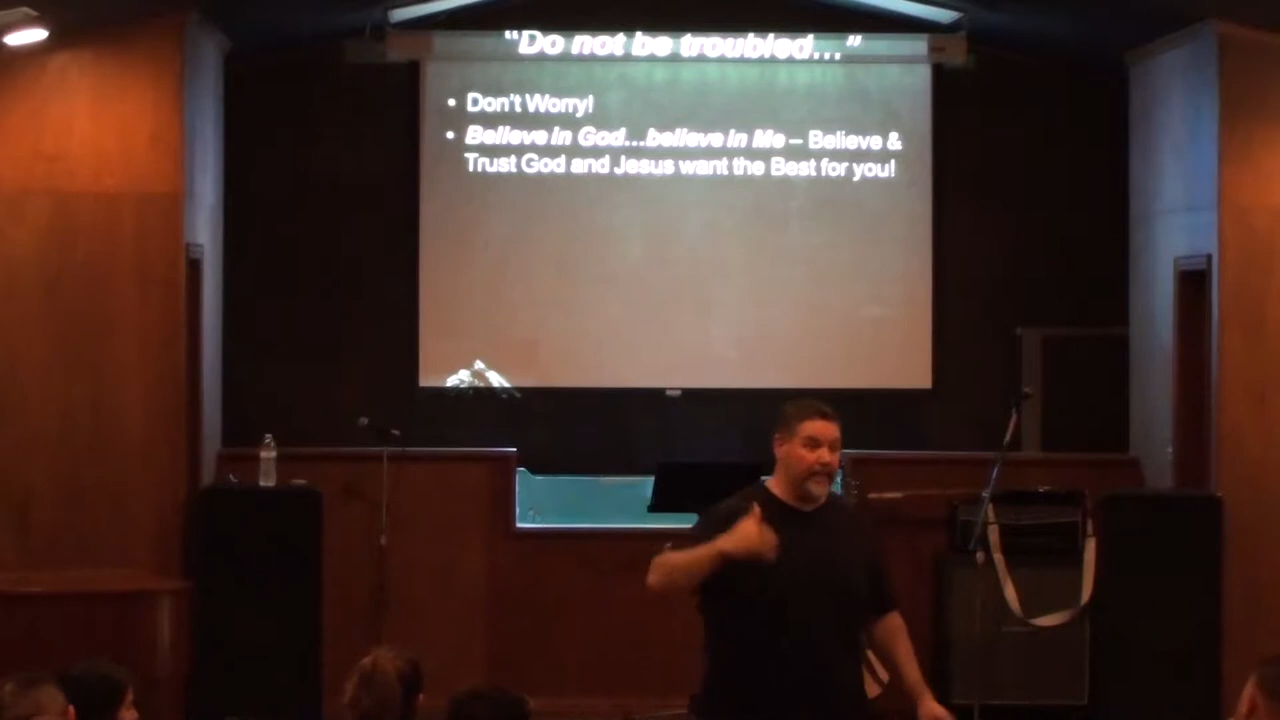 “Do not be troubled…”
• Don't Worry!
• Believe in God…believe in Me – Believe &
Trust God and Jesus want the Best for you!